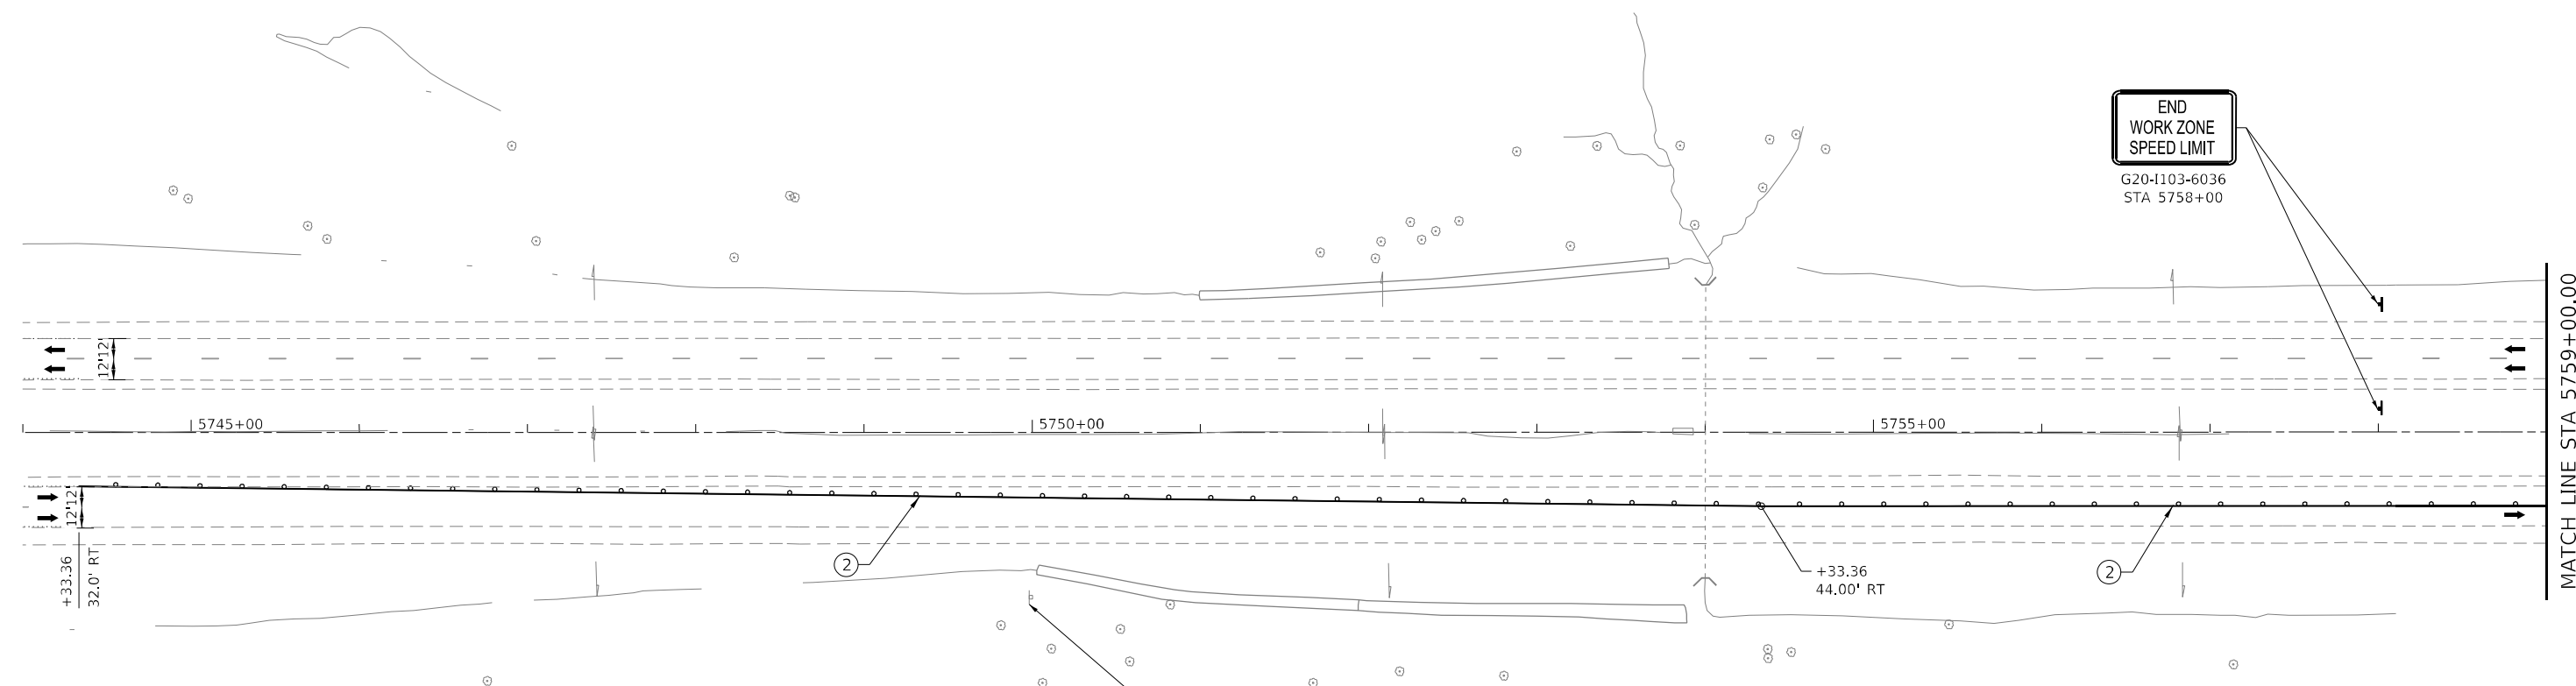 END
WORK ZONE
SPEED LIMIT
G20-I103-6036
STA 5758+00
12'
12'
5745+00
5750+00
5755+00
12'
12'
+33.36
32.0' RT
2
+33.36
44.00' RT
2
MATCH LINE STA 5759+00.00